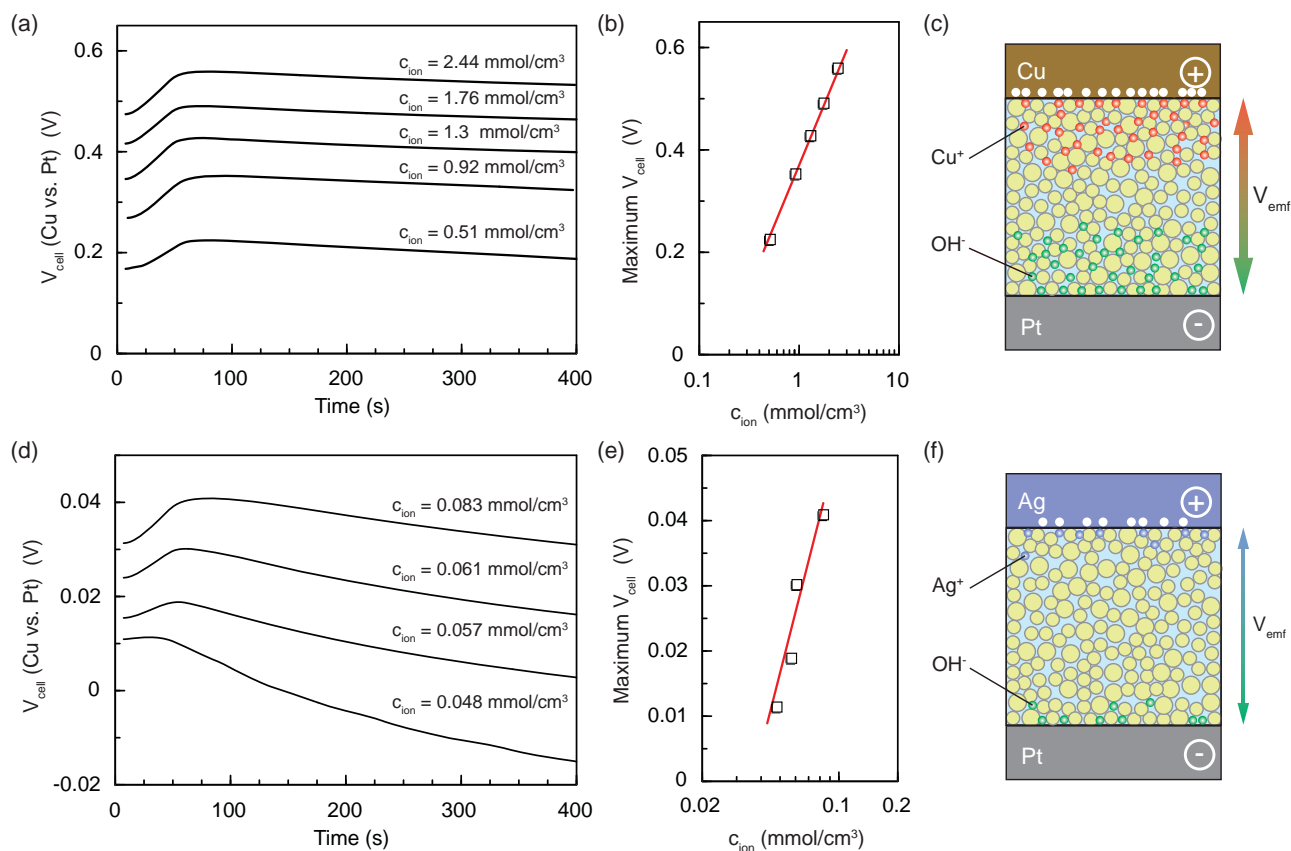 (a)
0.6
0.4
0.2
0
V_cell (Cu vs. Pt) (V)
c_ion = 2.44 mmol/cm³
c_ion = 1.76 mmol/cm³
c_ion = 1.3 mmol/cm³
c_ion = 0.92 mmol/cm³
c_ion = 0.51 mmol/cm³
0 100 200 300 400
Time (s)
(b)
0.6
0.4
0.2
0
Maximum V_cell (V)
0.1 1 10
c_ion (mmol/cm³)
(c)
Cu
+
Cu⁺
V_emf
OH⁻
Pt
-
(d)
0.04
0.02
0
-0.02
V_cell (Cu vs. Pt) (V)
c_ion = 0.083 mmol/cm³
c_ion = 0.061 mmol/cm³
c_ion = 0.057 mmol/cm³
c_ion = 0.048 mmol/cm³
0 100 200 300 400
Time (s)
(e)
0.05
0.04
0.03
0.02
0.01
0
Maximum V_cell (V)
0.02 0.1 0.2
c_ion (mmol/cm³)
(f)
Ag
+
Ag⁺
V_emf
OH⁻
Pt
-